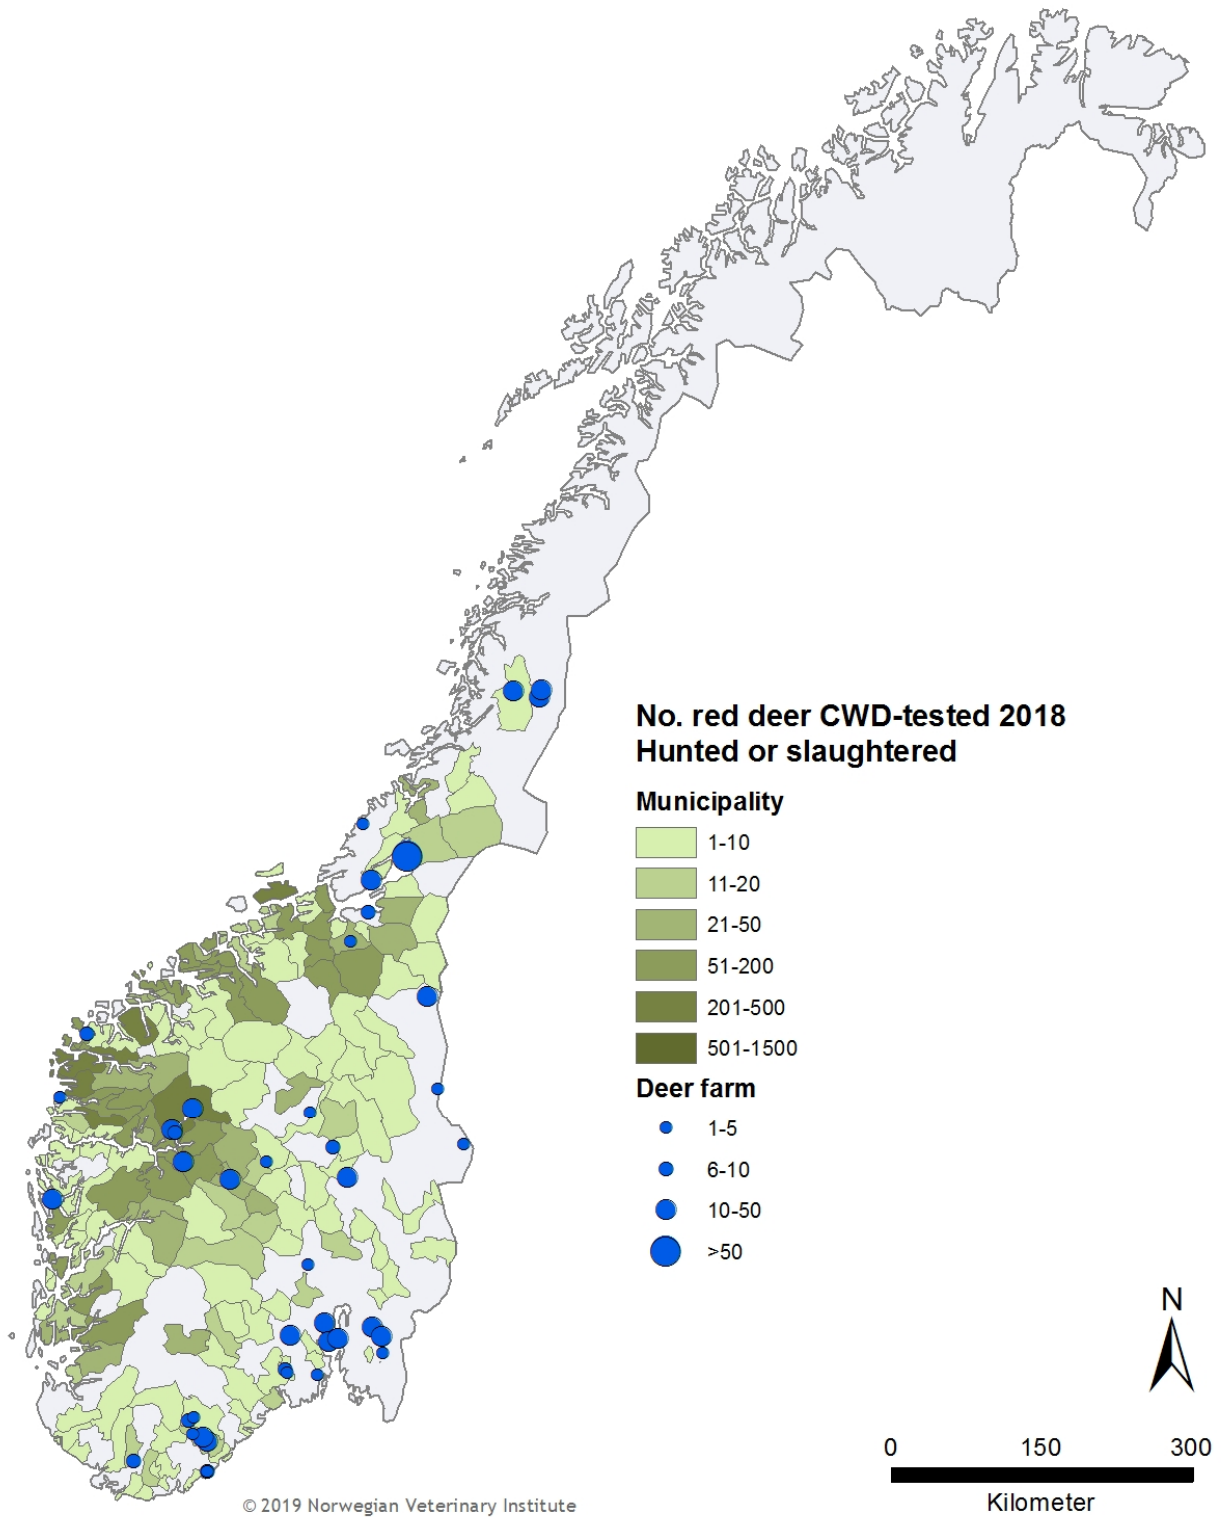 No. red deer CWD-tested 2018
Hunted or slaughtered
Municipality
1-10
11-20
21-50
51-200
201-500
501-1500
Deer farm
1-5
6-10
10-50
>50
N
0 150 300
Kilometer
© 2019 Norwegian Veterinary Institute